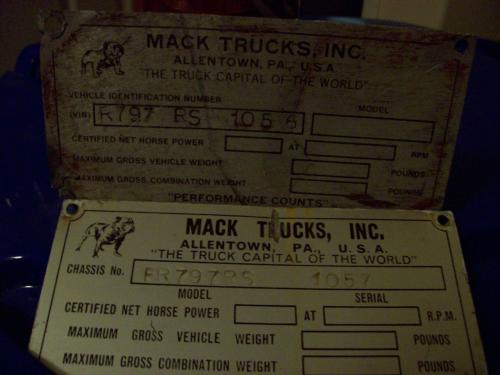 MACK TRUCKS, INC.
ALLENTOWN, PA., U.S.A.
"THE TRUCK CAPITAL OF THE WORLD"
VEHICLE IDENTIFICATION NUMBER
MODEL
(VIN) R797 RS 1056
CERTIFIED NET HORSE POWER AT RPM
MAXIMUM GROSS VEHICLE WEIGHT POUNDS
MAXIMUM GROSS COMBINATION WEIGHT POUNDS
"PERFORMANCE COUNTS"
MACK TRUCKS, INC.
ALLENTOWN, PA., U.S.A.
"THE TRUCK CAPITAL OF THE WORLD"
CHASSIS No. RR797RS 1057
MODEL SERIAL
CERTIFIED NET HORSE POWER AT R.P.M.
MAXIMUM GROSS VEHICLE WEIGHT POUNDS
MAXIMUM GROSS COMBINATION WEIGHT POUNDS